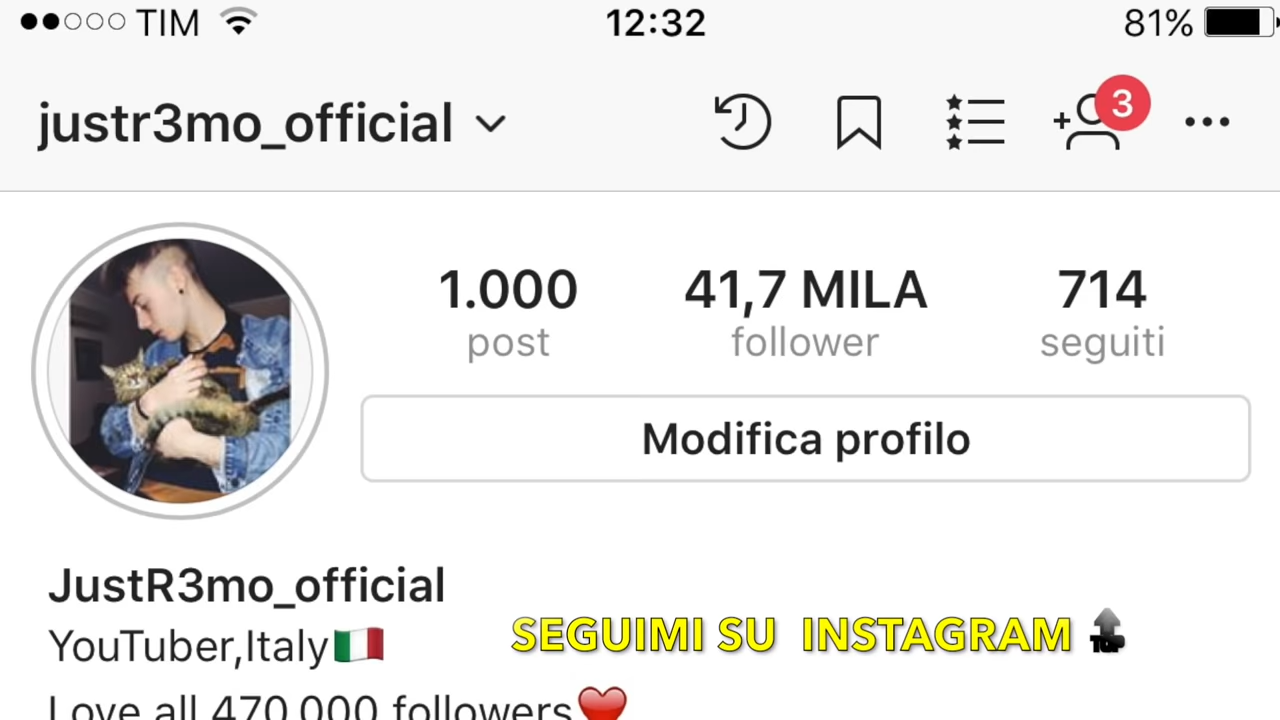 TIM 12:32 81%
justr3mo_official 3
1.000 41,7 MILA 714
post follower seguiti
Modifica profilo
JustR3mo_official
YouTuber,Italy🇮🇹
SEGUIMI SU INSTAGRAM 🔝
Love all 470.000 followers❤️